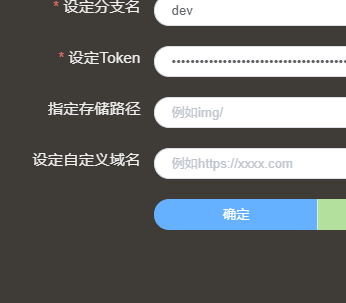 * 设定分支名 dev
* 设定Token ••••••••••••••••••••••••••••••••••••
指定存储路径 例如img/
设定自定义域名 例如https://xxxx.com
确定